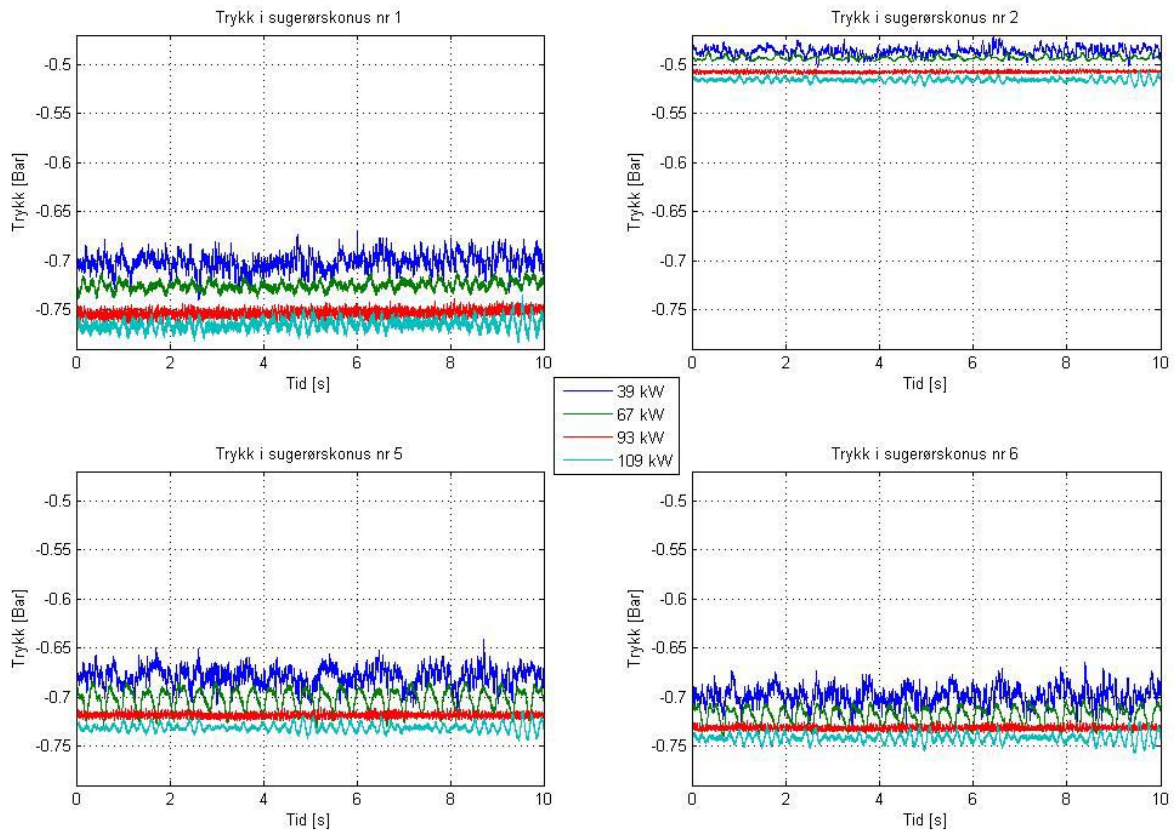 Trykk i sugerørskonus nr 1
-0.5
-0.55
-0.6
-0.65
-0.7
-0.75
Trykk [Bar]
0 2 4 6 8 10
Tid [s]
Trykk i sugerørskonus nr 2
-0.5
-0.55
-0.6
-0.65
-0.7
-0.75
Trykk [Bar]
0 2 4 6 8 10
Tid [s]
39 kW
67 kW
93 kW
109 kW
Trykk i sugerørskonus nr 5
-0.5
-0.55
-0.6
-0.65
-0.7
-0.75
Trykk [Bar]
0 2 4 6 8 10
Tid [s]
Trykk i sugerørskonus nr 6
-0.5
-0.55
-0.6
-0.65
-0.7
-0.75
Trykk [Bar]
0 2 4 6 8 10
Tid [s]